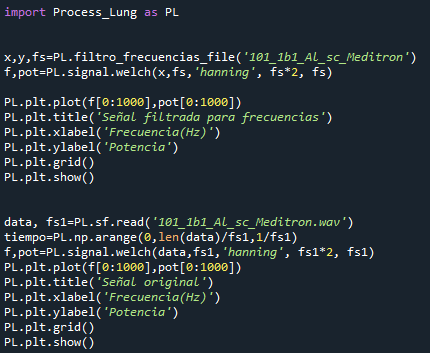 import Process_Lung as PL
x,y,fs=PL.filtro_frecuencias_file('101_1b1_Al_sc_Meditron')
f,pot=PL.signal.welch(x,fs,'hanning', fs*2, fs)
PL.plt.plot(f[0:1000],pot[0:1000])
PL.plt.title('Señal filtrada para frecuencias')
PL.plt.xlabel('Frecuencia(Hz)')
PL.plt.ylabel('Potencia')
PL.plt.grid()
PL.plt.show()
data, fs1=PL.sf.read('101_1b1_Al_sc_Meditron.wav')
tiempo=PL.np.arange(0,len(data)/fs1,1/fs1)
f,pot=PL.signal.welch(data,fs1,'hanning', fs1*2, fs1)
PL.plt.plot(f[0:1000],pot[0:1000])
PL.plt.title('Señal original')
PL.plt.xlabel('Frecuencia(Hz)')
PL.plt.ylabel('Potencia')
PL.plt.grid()
PL.plt.show()